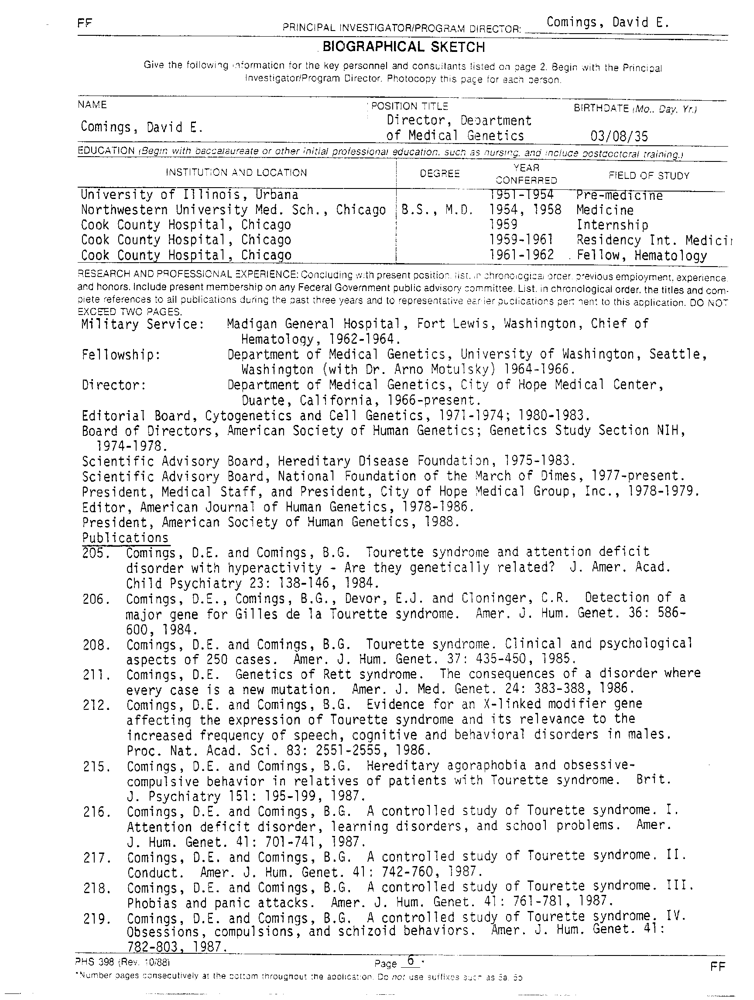 FF
PRINCIPAL INVESTIGATOR/PROGRAM DIRECTOR: Comings, David E.
BIOGRAPHICAL SKETCH
Give the following information for the key personnel and consultants listed on page 2. Begin with the Principal
Investigator/Program Director. Photocopy this page for each person.
NAME POSITION TITLE BIRTHDATE (Mo., Day, Yr.)
Comings, David E. Director, Department
of Medical Genetics 03/08/35
EDUCATION (Begin with baccalaureate or other initial professional education, such as nursing, and include postdoctoral training.)
INSTITUTION AND LOCATION DEGREE YEAR CONFERRED FIELD OF STUDY
University of Illinois, Urbana 1951-1954 Pre-medicine
Northwestern University Med. Sch., Chicago B.S., M.D. 1954, 1958 Medicine
Cook County Hospital, Chicago 1959 Internship
Cook County Hospital, Chicago 1959-1961 Residency Int. Medicin
Cook County Hospital, Chicago 1961-1962 Fellow, Hematology
RESEARCH AND PROFESSIONAL EXPERIENCE: Concluding with present position, list, in chronological order, previous employment, experience,
and honors. Include present membership on any Federal Government public advisory committee. List, in chronological order, the titles and com-
plete references to all publications during the past three years and to representative earlier publications pertinent to this application. DO NOT
EXCEED TWO PAGES.
Military Service: Madigan General Hospital, Fort Lewis, Washington, Chief of
Hematology, 1962-1964.
Fellowship: Department of Medical Genetics, University of Washington, Seattle,
Washington (with Dr. Arno Motulsky) 1964-1966.
Director: Department of Medical Genetics, City of Hope Medical Center,
Duarte, California, 1966-present.
Editorial Board, Cytogenetics and Cell Genetics, 1971-1974; 1980-1983.
Board of Directors, American Society of Human Genetics; Genetics Study Section NIH,
1974-1978.
Scientific Advisory Board, Hereditary Disease Foundation, 1975-1983.
Scientific Advisory Board, National Foundation of the March of Dimes, 1977-present.
President, Medical Staff, and President, City of Hope Medical Group, Inc., 1978-1979.
Editor, American Journal of Human Genetics, 1978-1986.
President, American Society of Human Genetics, 1988.
Publications
205. Comings, D.E. and Comings, B.G. Tourette syndrome and attention deficit
disorder with hyperactivity - Are they genetically related? J. Amer. Acad.
Child Psychiatry 23: 138-146, 1984.
206. Comings, D.E., Comings, B.G., Devor, E.J. and Cloninger, C.R. Detection of a
major gene for Gilles de la Tourette syndrome. Amer. J. Hum. Genet. 36: 586-
600, 1984.
208. Comings, D.E. and Comings, B.G. Tourette syndrome. Clinical and psychological
aspects of 250 cases. Amer. J. Hum. Genet. 37: 435-450, 1985.
211. Comings, D.E. Genetics of Rett syndrome. The consequences of a disorder where
every case is a new mutation. Amer. J. Med. Genet. 24: 383-388, 1986.
212. Comings, D.E. and Comings, B.G. Evidence for an X-linked modifier gene
affecting the expression of Tourette syndrome and its relevance to the
increased frequency of speech, cognitive and behavioral disorders in males.
Proc. Nat. Acad. Sci. 83: 2551-2555, 1986.
215. Comings, D.E. and Comings, B.G. Hereditary agoraphobia and obsessive-
compulsive behavior in relatives of patients with Tourette syndrome. Brit.
J. Psychiatry 151: 195-199, 1987.
216. Comings, D.E. and Comings, B.G. A controlled study of Tourette syndrome. I.
Attention deficit disorder, learning disorders, and school problems. Amer.
J. Hum. Genet. 41: 701-741, 1987.
217. Comings, D.E. and Comings, B.G. A controlled study of Tourette syndrome. II.
Conduct. Amer. J. Hum. Genet. 41: 742-760, 1987.
218. Comings, D.E. and Comings, B.G. A controlled study of Tourette syndrome. III.
Phobias and panic attacks. Amer. J. Hum. Genet. 41: 761-781, 1987.
219. Comings, D.E. and Comings, B.G. A controlled study of Tourette syndrome. IV.
Obsessions, compulsions, and schizoid behaviors. Amer. J. Hum. Genet. 41:
782-803, 1987.
PHS 398 (Rev. 10/88) Page 6 * FF
*Number pages consecutively at the bottom throughout the application. Do not use suffixes such as 5a, 5b.